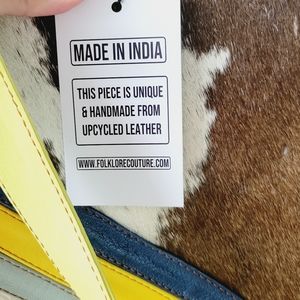 MADE IN INDIA
THIS PIECE IS UNIQUE
& HANDMADE FROM
UPCYCLED LEATHER
WWW.FOLKLORECOUTURE.COM